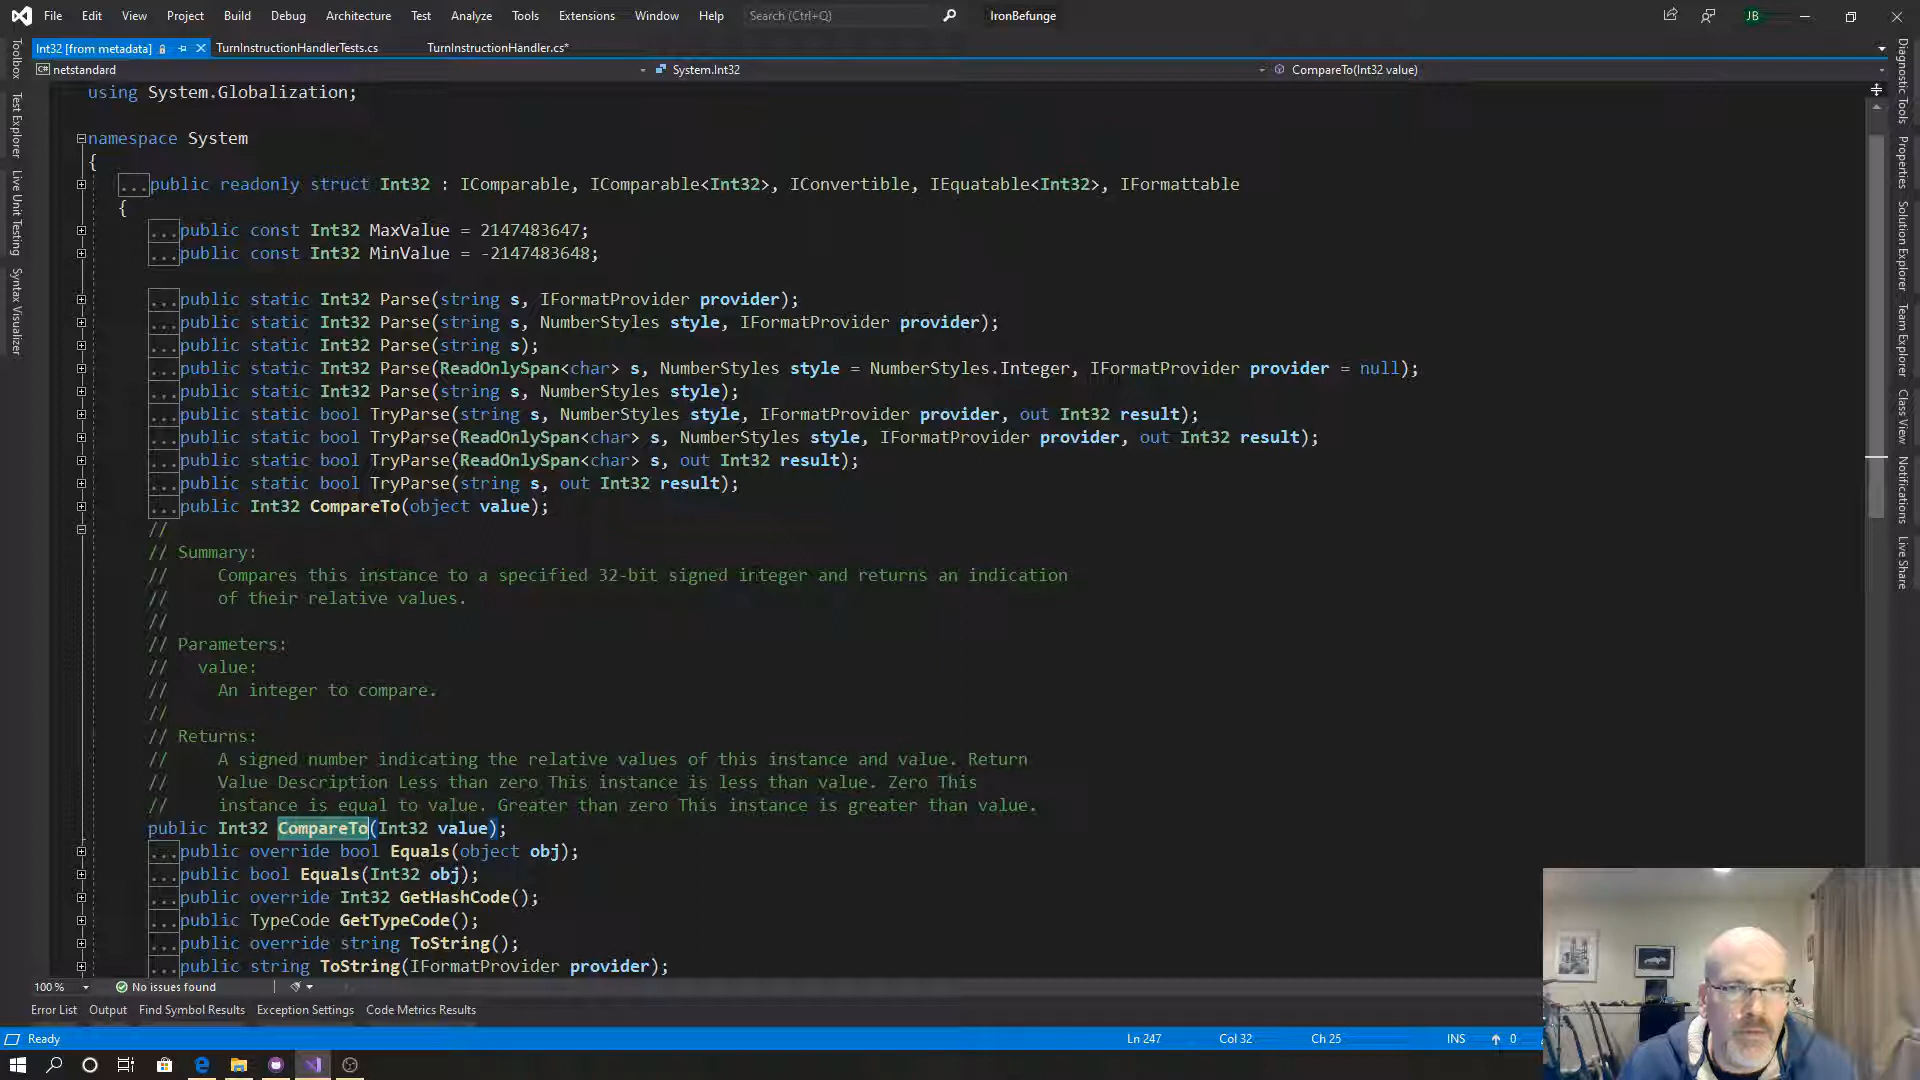 File Edit View Project Build Debug Architecture Test Analyze Tools Extensions Window Help Search (Ctrl+Q) IronBefunge JB
Int32 [from metadata] TurnInstructionHandlerTests.cs TurnInstructionHandler.cs*
netstandard System.Int32 CompareTo(Int32 value)
Toolbox
Test Explorer
Live Unit Testing
Syntax Visualizer
using System.Globalization;
namespace System
{
...public readonly struct Int32 : IComparable, IComparable<Int32>, IConvertible, IEquatable<Int32>, IFormattable
{
...public const Int32 MaxValue = 2147483647;
...public const Int32 MinValue = -2147483648;
...public static Int32 Parse(string s, IFormatProvider provider);
...public static Int32 Parse(string s, NumberStyles style, IFormatProvider provider);
...public static Int32 Parse(string s);
...public static Int32 Parse(ReadOnlySpan<char> s, NumberStyles style = NumberStyles.Integer, IFormatProvider provider = null);
...public static Int32 Parse(string s, NumberStyles style);
...public static bool TryParse(string s, NumberStyles style, IFormatProvider provider, out Int32 result);
...public static bool TryParse(ReadOnlySpan<char> s, NumberStyles style, IFormatProvider provider, out Int32 result);
...public static bool TryParse(ReadOnlySpan<char> s, out Int32 result);
...public static bool TryParse(string s, out Int32 result);
...public Int32 CompareTo(object value);
//
// Summary:
// Compares this instance to a specified 32-bit signed integer and returns an indication
// of their relative values.
//
// Parameters:
// value:
// An integer to compare.
//
// Returns:
// A signed number indicating the relative values of this instance and value. Return
// Value Description Less than zero This instance is less than value. Zero This
// instance is equal to value. Greater than zero This instance is greater than value.
public Int32 CompareTo(Int32 value);
...public override bool Equals(object obj);
...public bool Equals(Int32 obj);
...public override Int32 GetHashCode();
...public TypeCode GetTypeCode();
...public override string ToString();
...public string ToString(IFormatProvider provider);
Diagnostic Tools
Properties
Solution Explorer
Team Explorer
Class View
Notifications
Live Share
100 % No issues found
Error List Output Find Symbol Results Exception Settings Code Metrics Results
Ready Ln 247 Col 32 Ch 25 INS 0